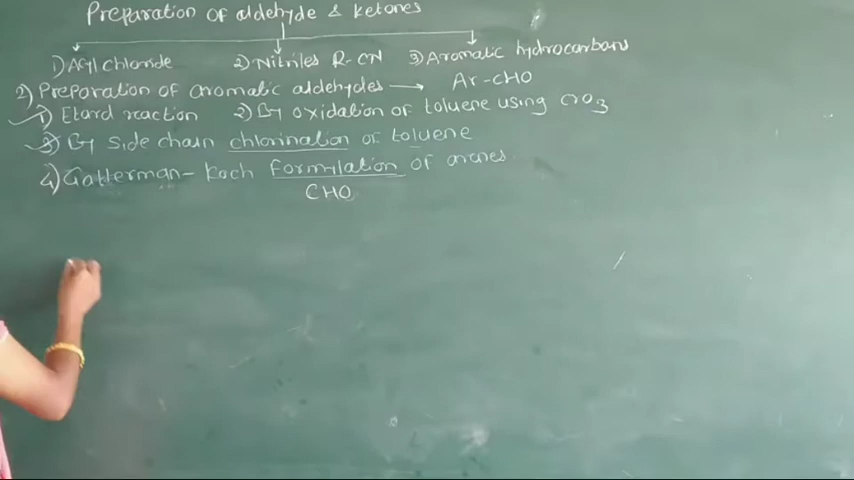 Preparation of aldehyde & ketones
1) Acyl chloride 2) Nitriles R-CN 3) Aromatic hydrocarbons
2) Preparation of aromatic aldehydes → Ar-CHO
1) Etard reaction 2) By oxidation of toluene using CrO3
3) By side chain chlorination of toluene
4) Gatterman- Koch formylation of arenes
CHO